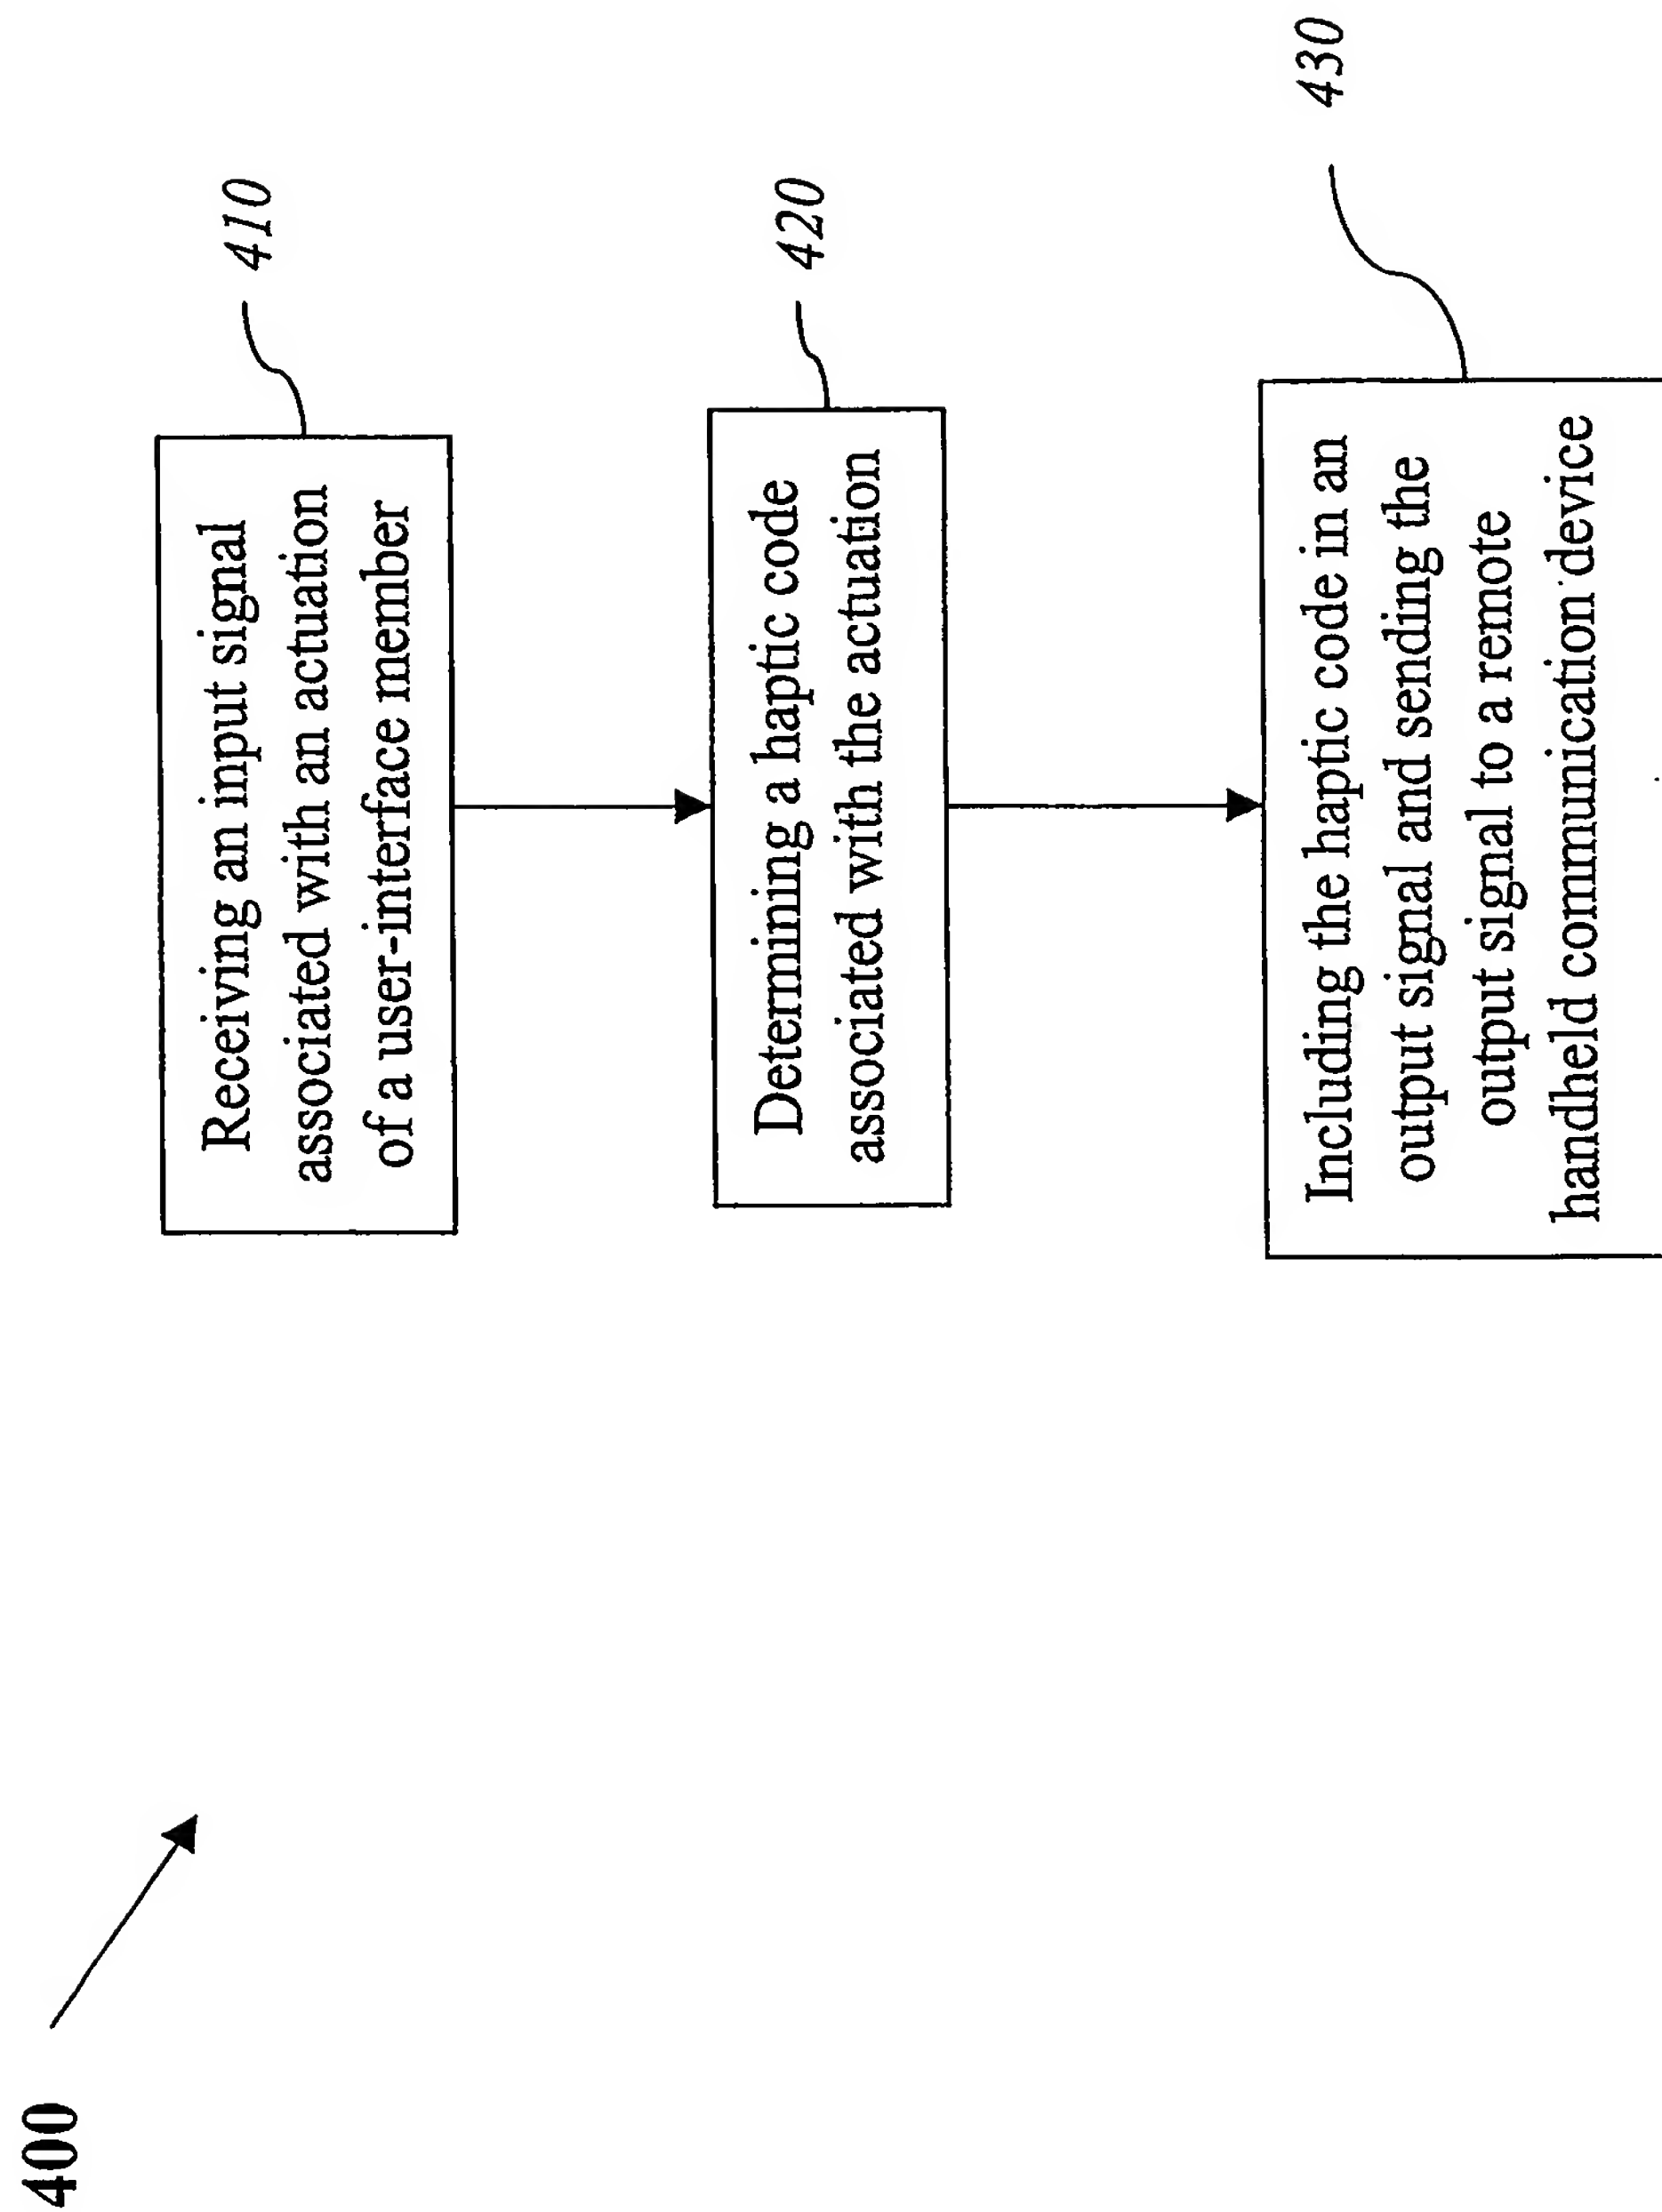 400
Receiving an input signal
associated with an actuation
of a user-interface member
410
Determining a haptic code
associated with the actuation
420
Including the haptic code in an
output signal and sending the
output signal to a remote
handheld communication device
430